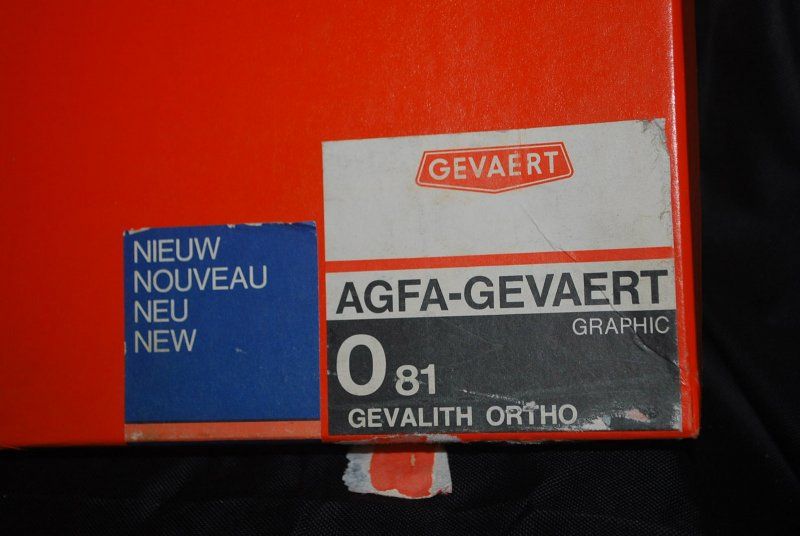 NIEUW
NOUVEAU
NEU
NEW
GEVAERT
AGFA-GEVAERT
GRAPHIC
O 81
GEVALITH ORTHO